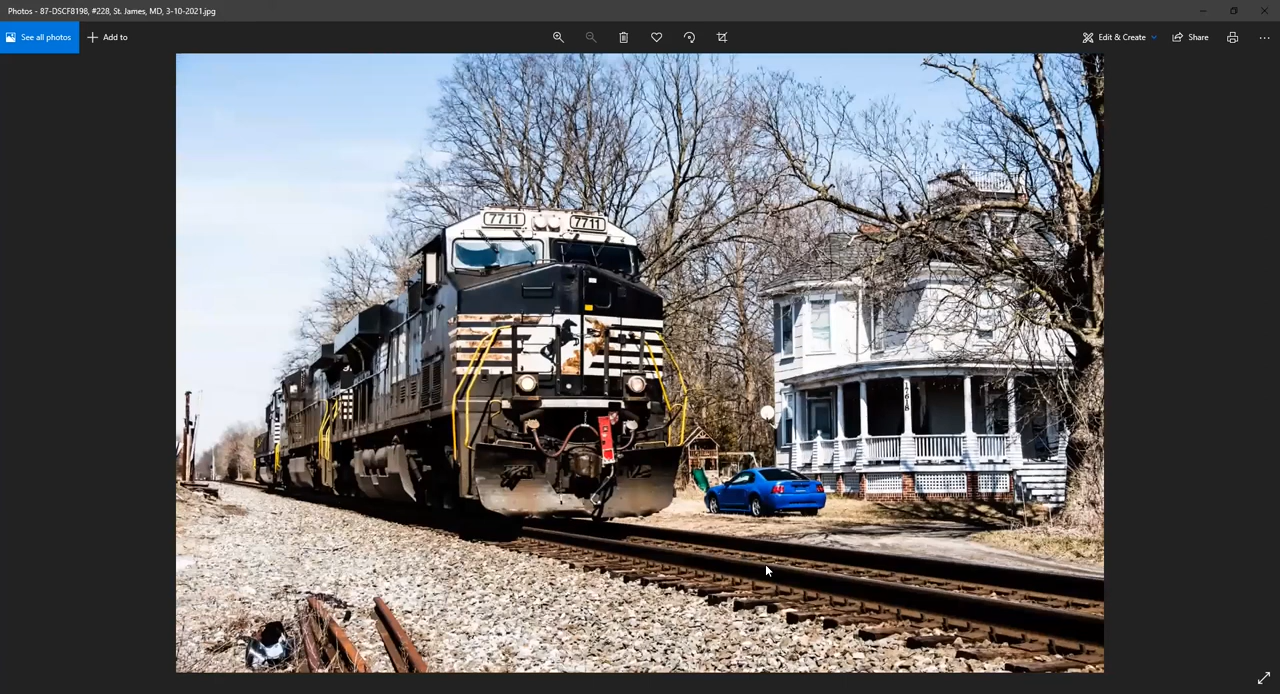 Photos - 87-DSCF8198, #228, St. James, MD, 3-10-2021.jpg
See all photos
Add to
Edit & Create
Share
7711
7711
17618